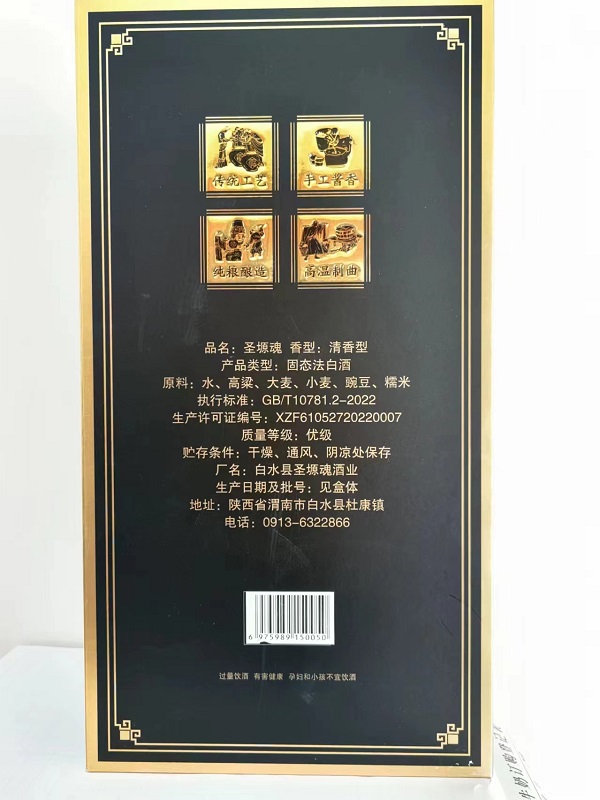 传统工艺
手工酱香
纯粮酿造
高温制曲
品名：圣塬魂 香型：清香型
产品类型：固态法白酒
原料：水、高粱、大麦、小麦、豌豆、糯米
执行标准：GB/T10781.2-2022
生产许可证编号：XZF61052720220007
质量等级：优级
贮存条件：干燥、通风、阴凉处保存
厂名：白水县圣塬魂酒业
生产日期及批号：见盒体
地址：陕西省渭南市白水县杜康镇
电话：0913-6322866
6 975989 150050
过量饮酒 有害健康 孕妇和小孩不宜饮酒